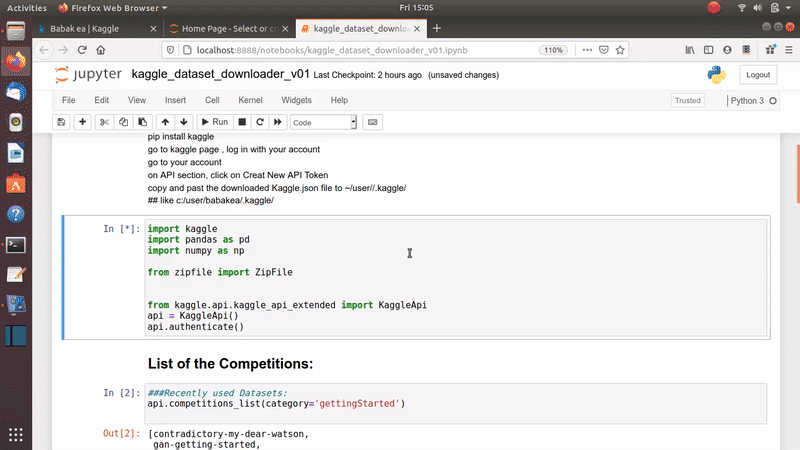 Activities Firefox Web Browser Fri 15:05
Babak ea | Kaggle Home Page - Select or cr kaggle_dataset_downlo
localhost:8888/notebooks/kaggle_dataset_downloader_v01.ipynb 110%
jupyter kaggle_dataset_downloader_v01 Last Checkpoint: 2 hours ago (unsaved changes) Logout
File Edit View Insert Cell Kernel Widgets Help Trusted Python 3
Run Code
pip install kaggle
go to kaggle page , log in with your account
go to your account
on API section, click on Creat New API Token
copy and past the downloaded Kaggle.json file to ~/user//.kaggle/
## like c:/user/babakea/.kaggle/
In [*]: import kaggle
import pandas as pd
import numpy as np
from zipfile import ZipFile
from kaggle.api.kaggle_api_extended import KaggleApi
api = KaggleApi()
api.authenticate()
List of the Competitions:
In [2]: ###Recently used Datasets:
api.competitions_list(category='gettingStarted')
Out[2]: [contradictory-my-dear-watson,
gan-getting-started,